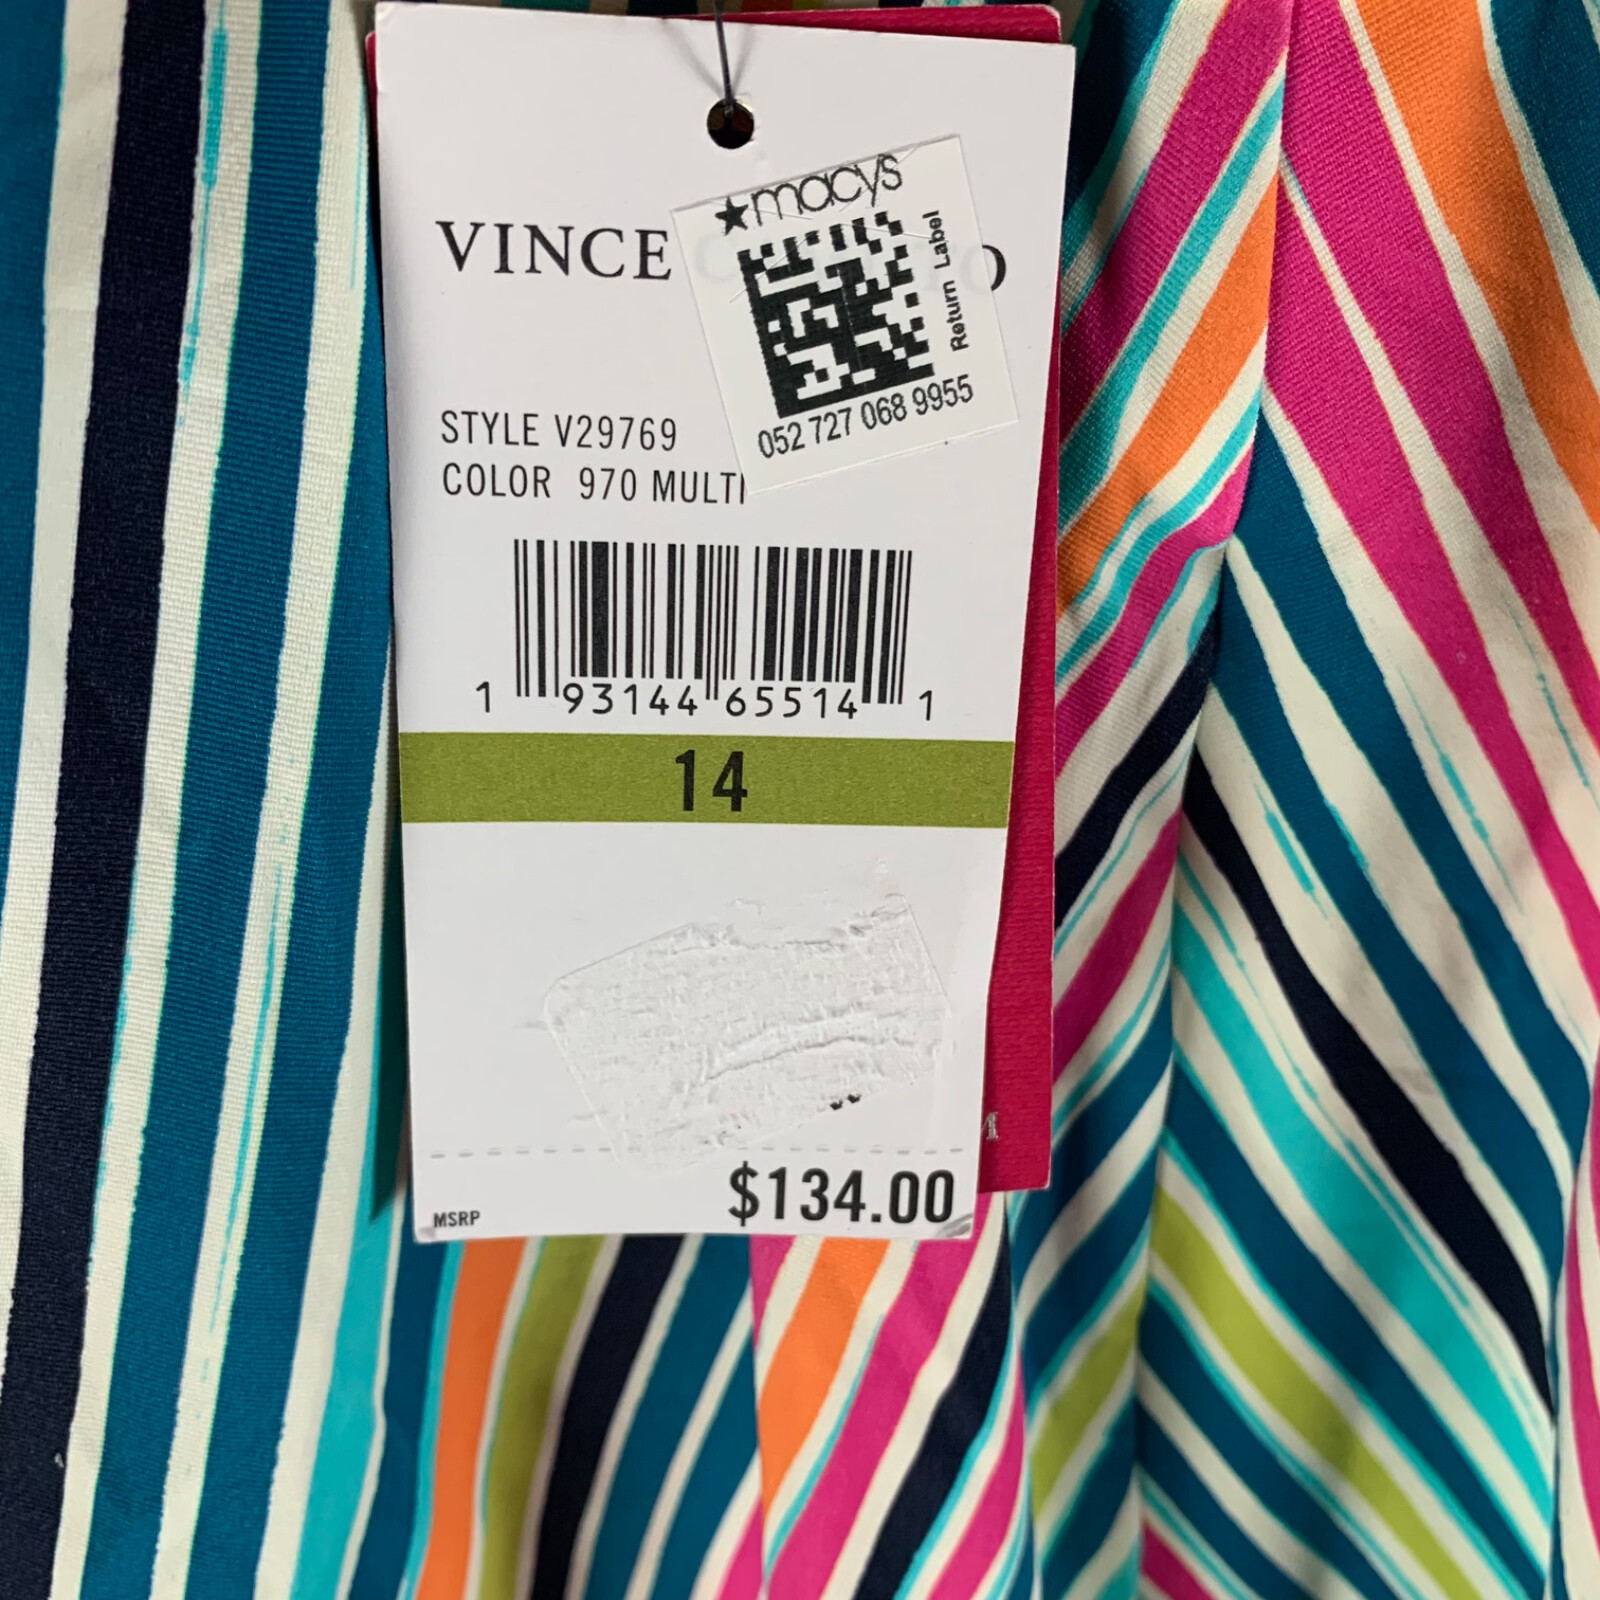 VINCE
★macys
Return Label
052 727 068 9955
STYLE V29769
COLOR 970 MULTI
1 93144 65514 1
14
MSRP
$134.00